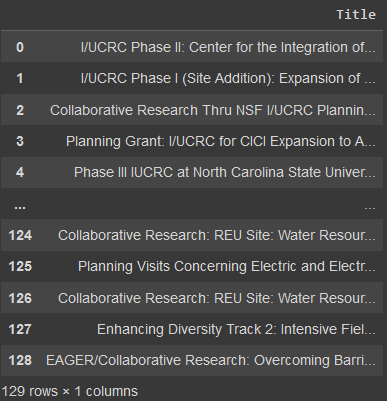 Title
0 I/UCRC Phase II: Center for the Integration of...
1 I/UCRC Phase I (Site Addition): Expansion of ...
2 Collaborative Research Thru NSF I/UCRC Plannin...
3 Planning Grant: I/UCRC for CICI Expansion to A...
4 Phase III IUCRC at North Carolina State Univer...
... ...
124 Collaborative Research: REU Site: Water Resour...
125 Planning Visits Concerning Electric and Electr...
126 Collaborative Research: REU Site: Water Resour...
127 Enhancing Diversity Track 2: Intensive Fiel...
128 EAGER/Collaborative Research: Overcoming Barri...
129 rows × 1 columns